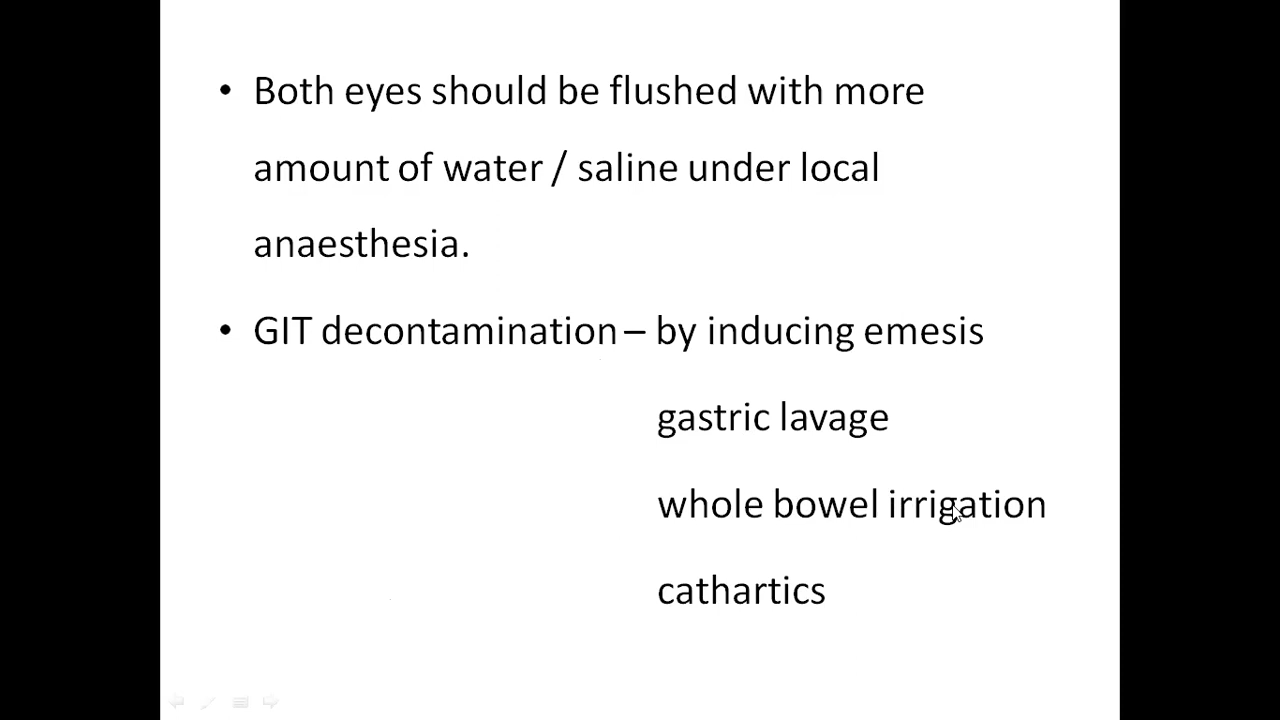 • Both eyes should be flushed with more
amount of water / saline under local
anaesthesia.
• GIT decontamination – by inducing emesis
gastric lavage
whole bowel irrigation
cathartics